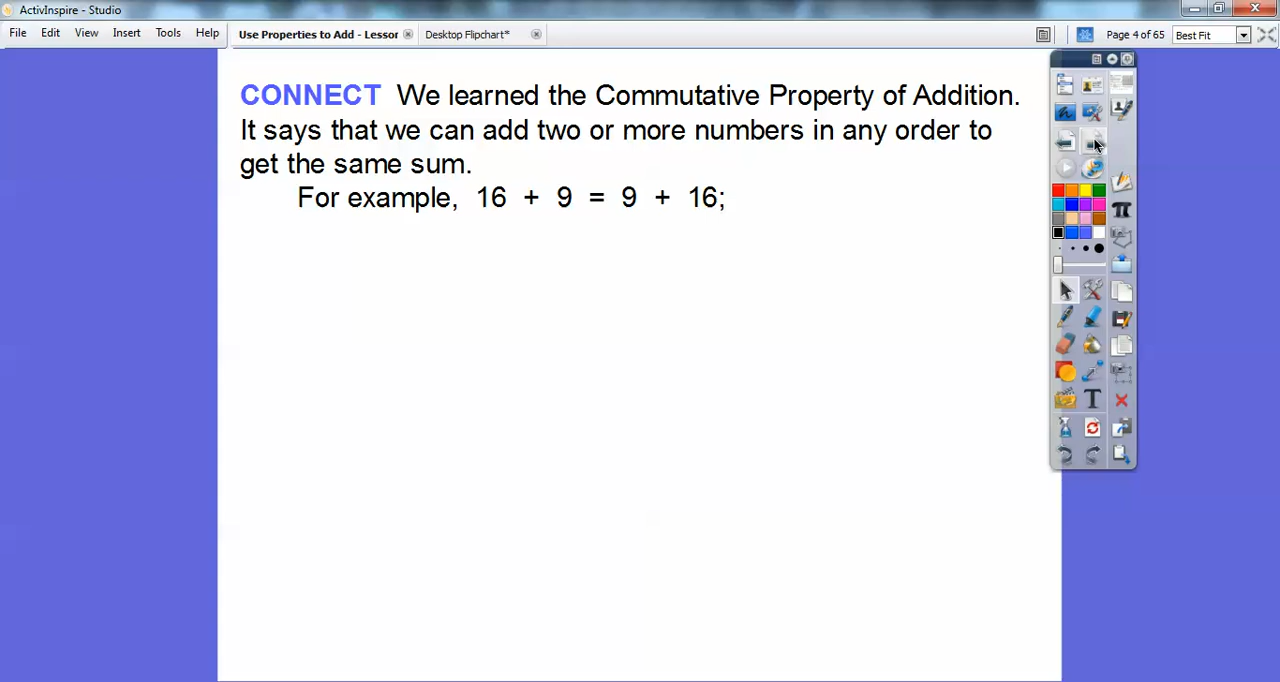 ActivInspire - Studio
File Edit View Insert Tools Help Use Properties to Add - Lessor Desktop Flipchart* Page 4 of 65 Best Fit
CONNECT We learned the Commutative Property of Addition.
It says that we can add two or more numbers in any order to
get the same sum.
For example, 16 + 9 = 9 + 16;